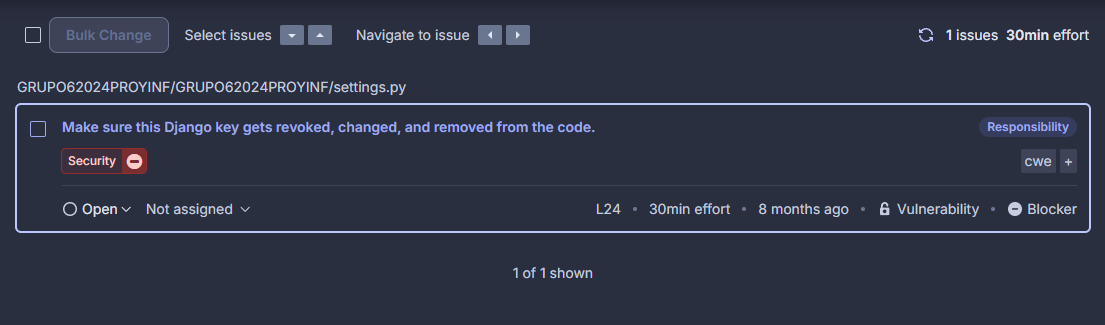 Bulk Change Select issues Navigate to issue 1 issues 30min effort
GRUPO62024PROYINF/GRUPO62024PROYINF/settings.py
Make sure this Django key gets revoked, changed, and removed from the code. Responsibility
Security cwe +
Open Not assigned L24 • 30min effort • 8 months ago • Vulnerability • Blocker
1 of 1 shown